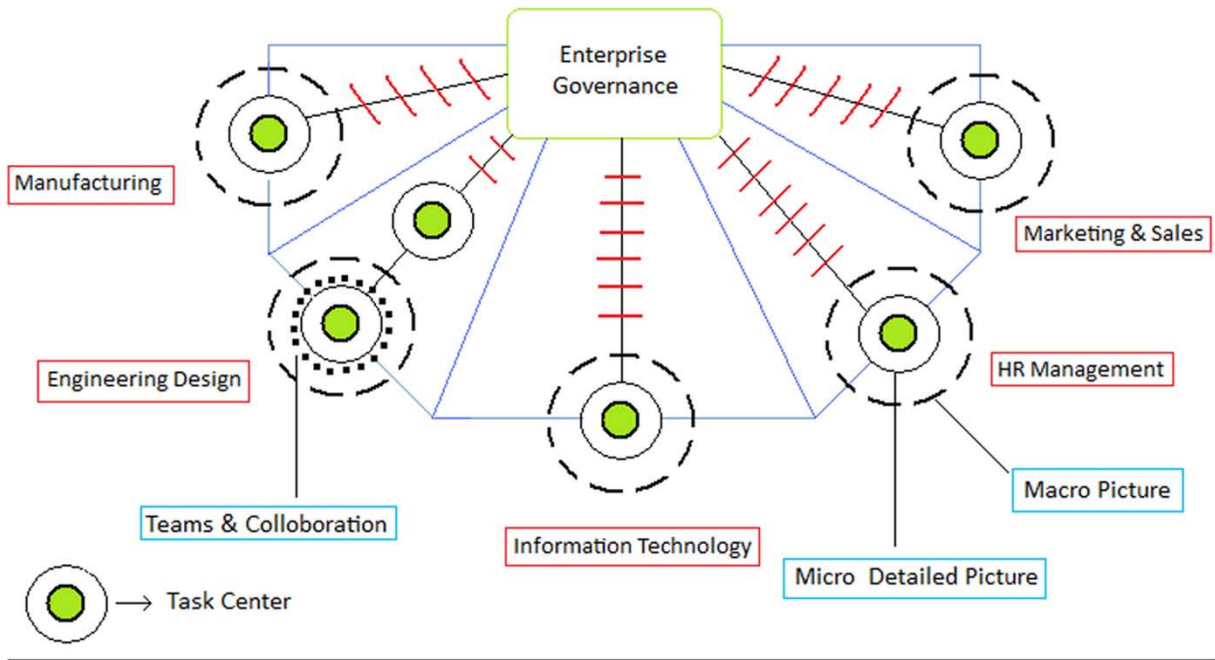 Enterprise
Governance
Manufacturing
Marketing & Sales
Engineering Design
HR Management
Macro Picture
Teams & Colloboration
Information Technology
Micro Detailed Picture
Task Center